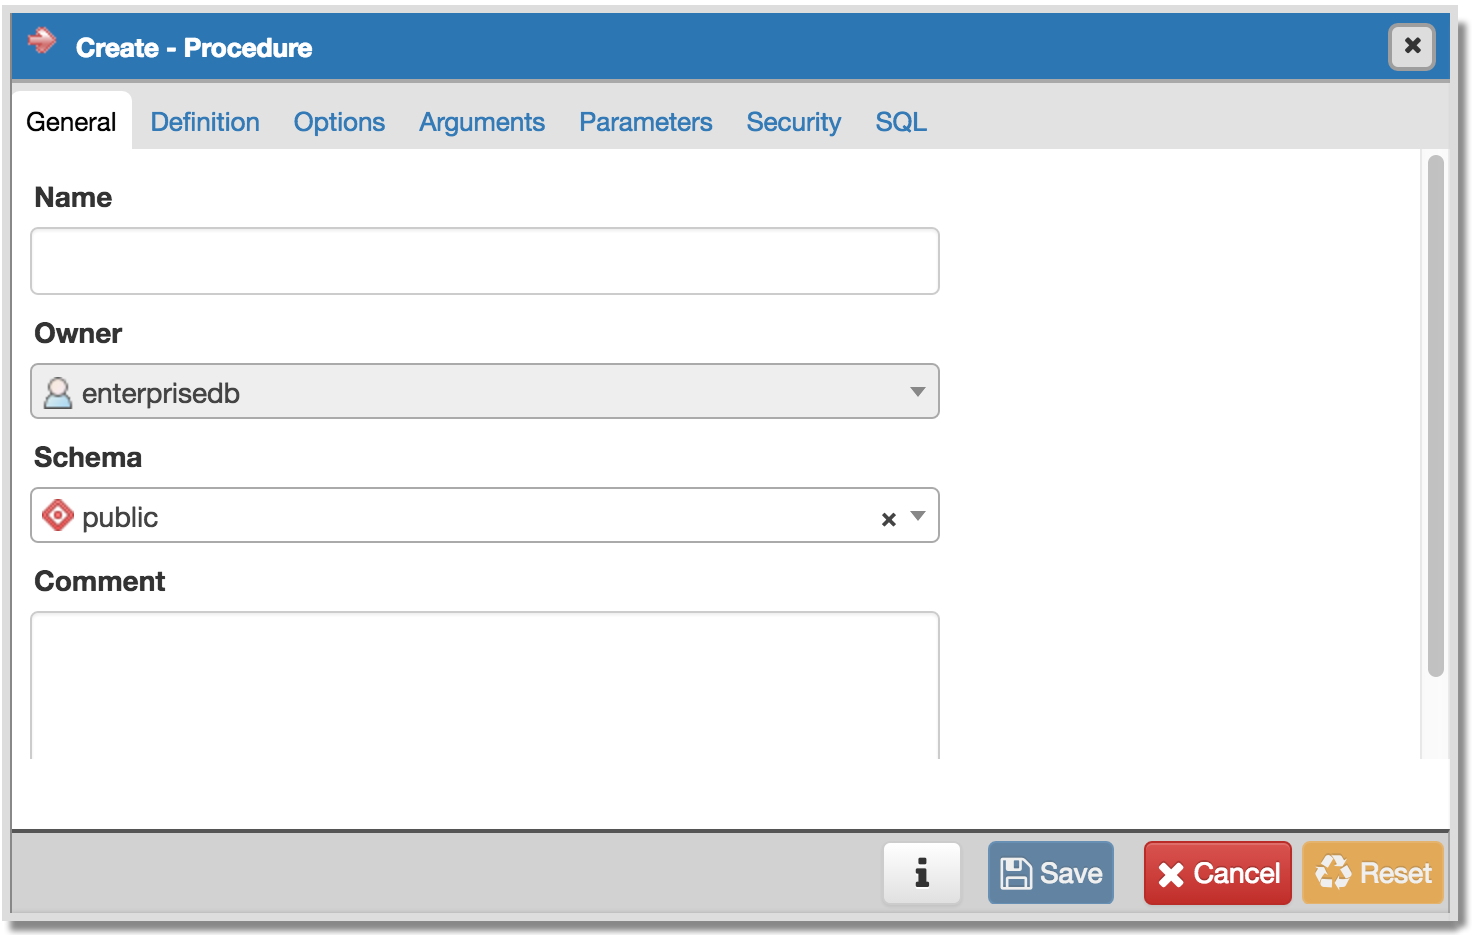 Create - Procedure
General Definition Options Arguments Parameters Security SQL
Name
Owner
enterprisedb
Schema
public
Comment
Save Cancel Reset